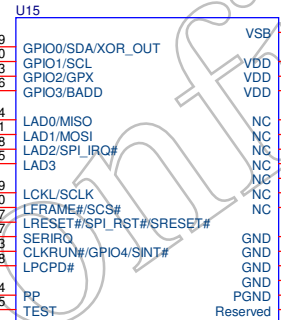 U15
VSB
GPIO0/SDA/XOR_OUT
GPIO1/SCL VDD
GPIO2/GPX VDD
GPIO3/BADD VDD
LAD0/MISO NC
LAD1/MOSI NC
LAD2/SPI_IRQ# NC
LAD3 NC
NC
LCKL/SCLK NC
LFRAME#/SCS# NC
LRESET#/SPI_RST#/SRESET#
SERIRQ GND
CLKRUN#/GPIO4/SINT# GND
LPCPD# GND
GND
PP PGND
TEST Reserved